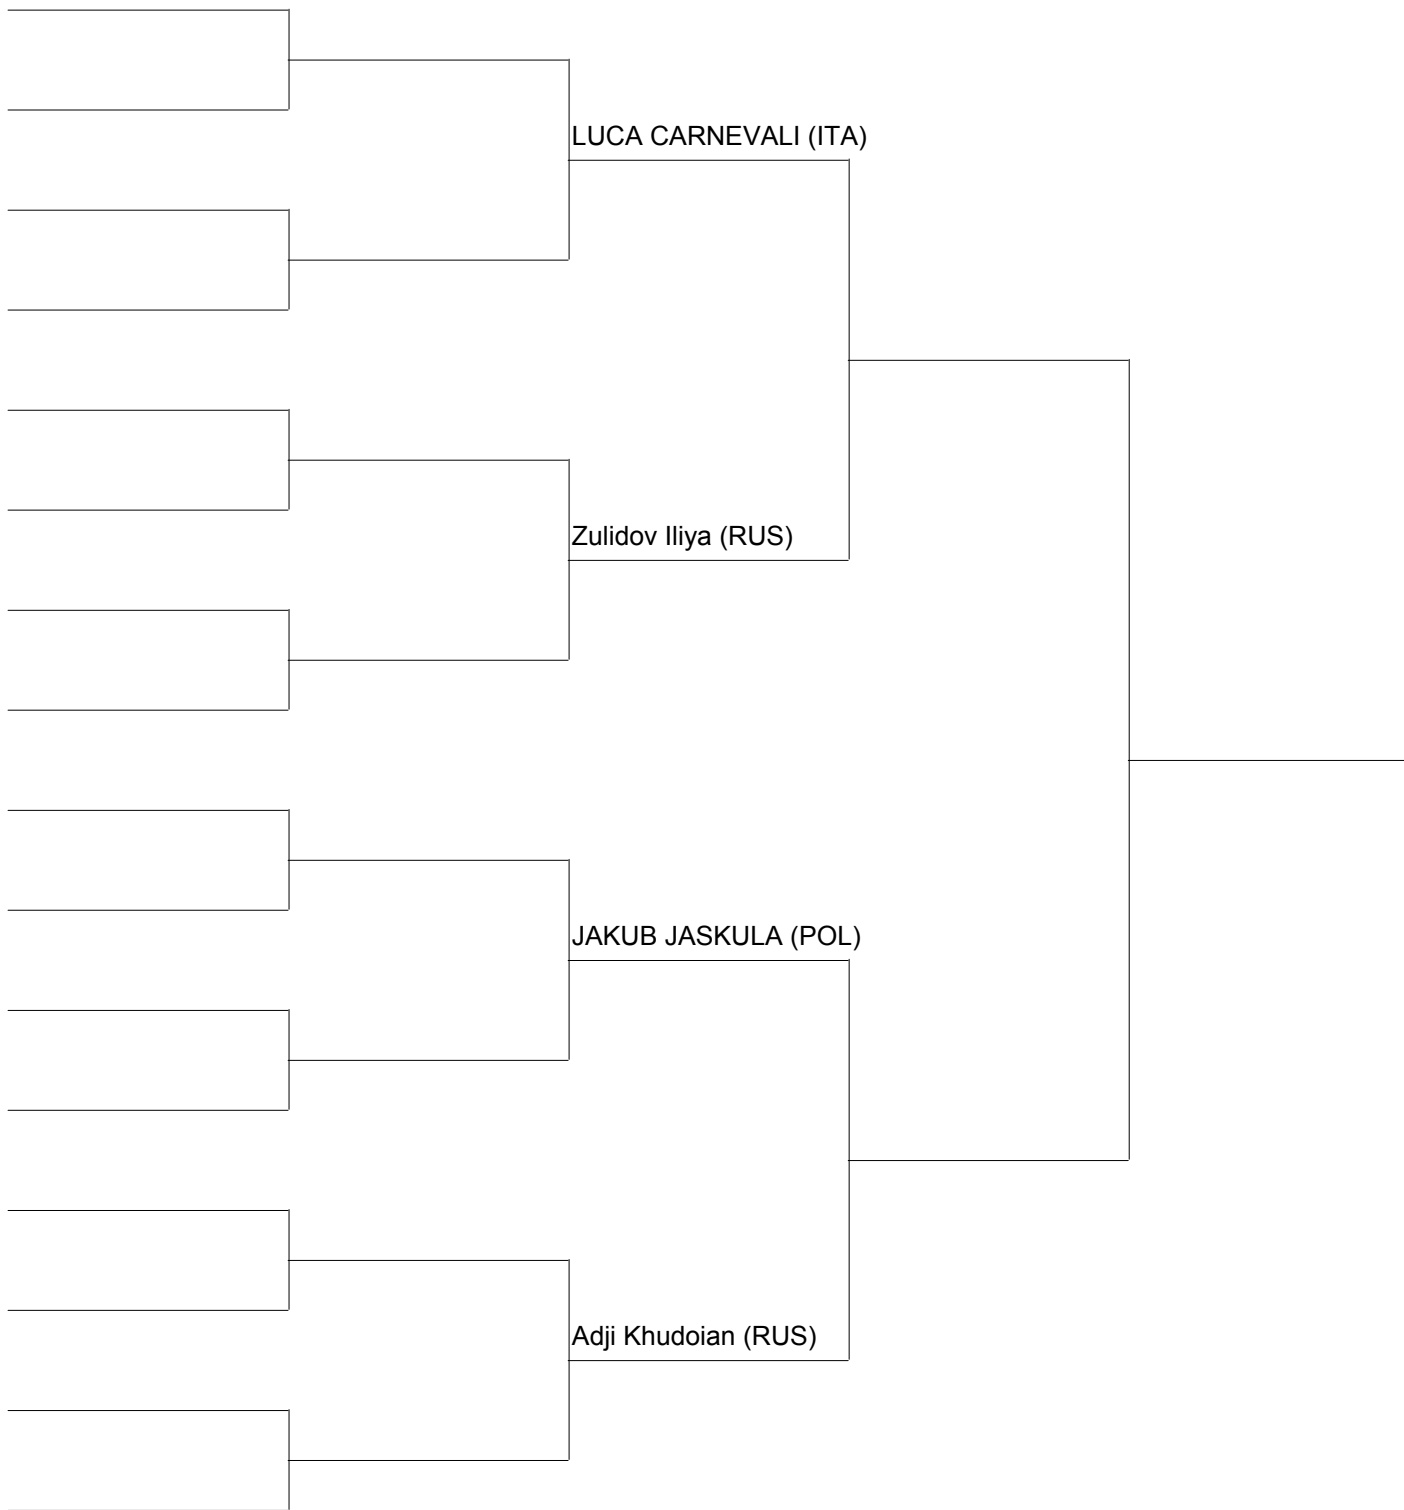 LUCA CARNEVALI (ITA)
Zulidov Iliya (RUS)
JAKUB JASKULA (POL)
Adji Khudoian (RUS)